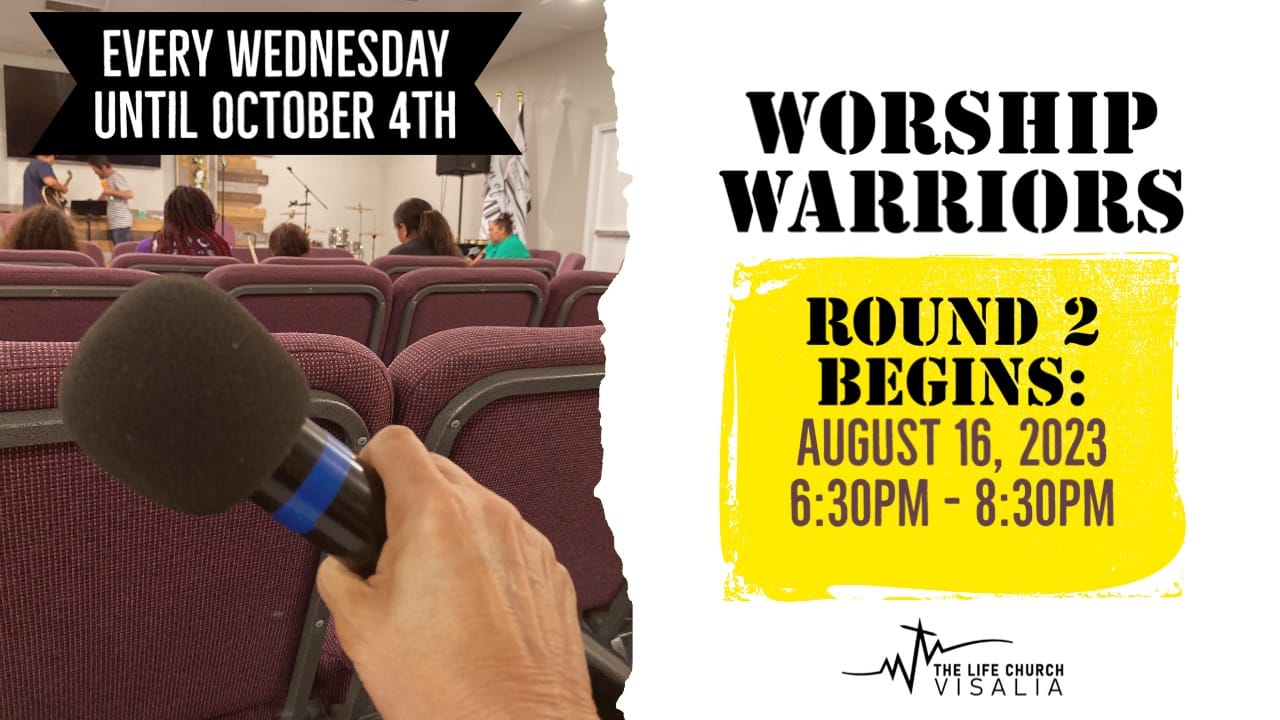 EVERY WEDNESDAY
UNTIL OCTOBER 4TH
WORSHIP
WARRIORS
ROUND 2
BEGINS:
AUGUST 16, 2023
6:30PM - 8:30PM
THE LIFE CHURCH
VISALIA